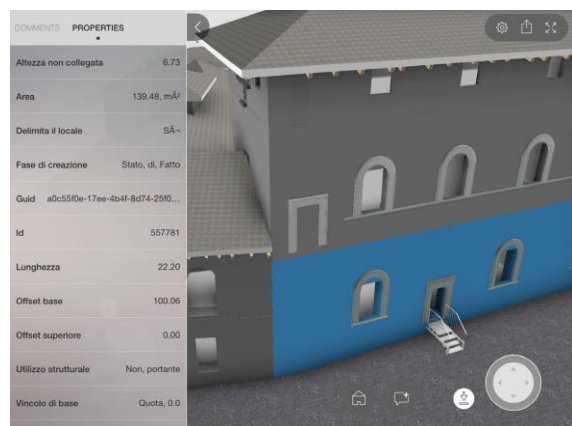 COMMENTS PROPERTIES
Altezza non collegata 6.73
Area 139.48, mÂ²
Delimita il locale SÃ¬
Fase di creazione Stato, di, Fatto
Guid a0c55f0e-17ee-4b4f-8d74-25f0...
Id 557781
Lunghezza 22.20
Offset base 100.06
Offset superiore 0.00
Utilizzo strutturale Non, portante
Vincolo di base Quota, 0.0